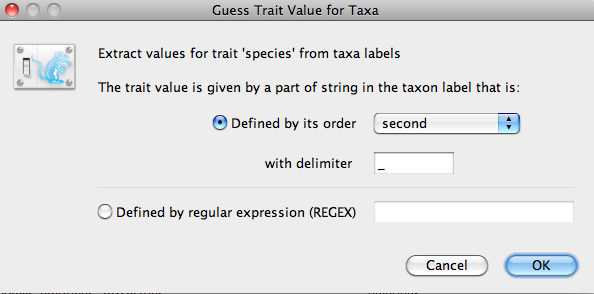 Guess Trait Value for Taxa
Extract values for trait 'species' from taxa labels
The trait value is given by a part of string in the taxon label that is:
Defined by its order second
with delimiter _
Defined by regular expression (REGEX)
Cancel OK